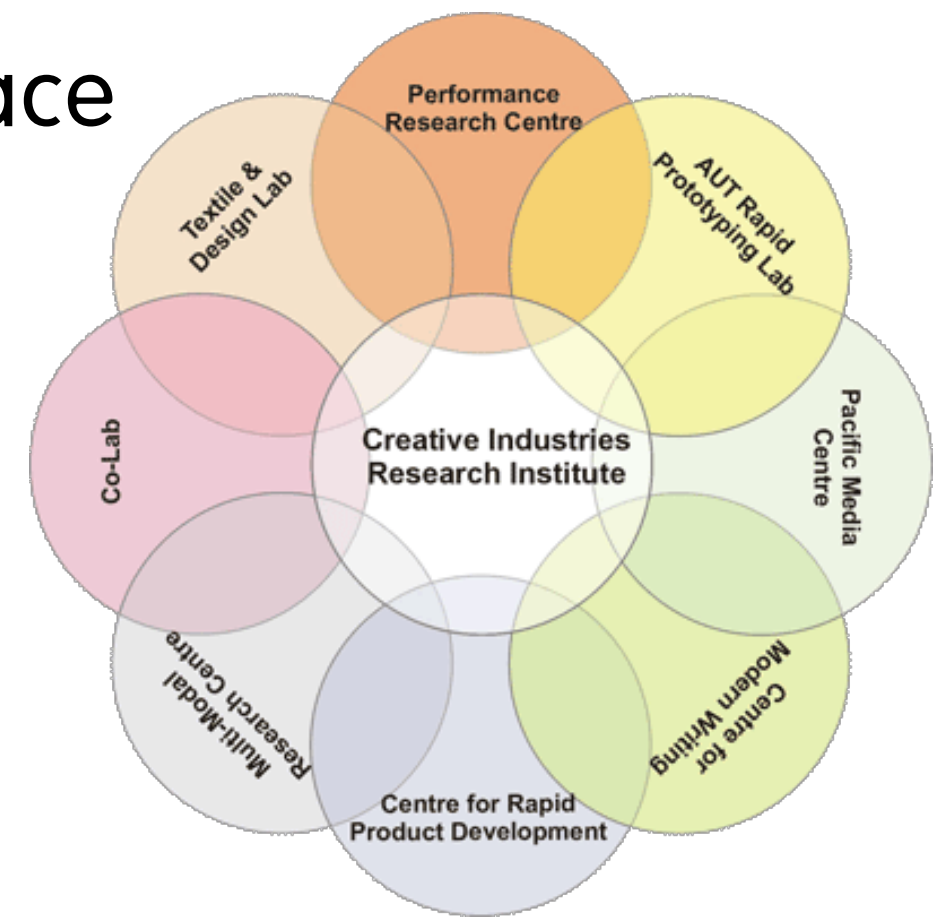 ace
Performance
Research Centre
AUT Rapid
Prototyping Lab
Pacific Media
Centre
Centre for
Modern Writing
Centre for Rapid
Product Development
Multi-Modal
Research Centre
Co-Lab
Textile &
Design Lab
Creative Industries
Research Institute